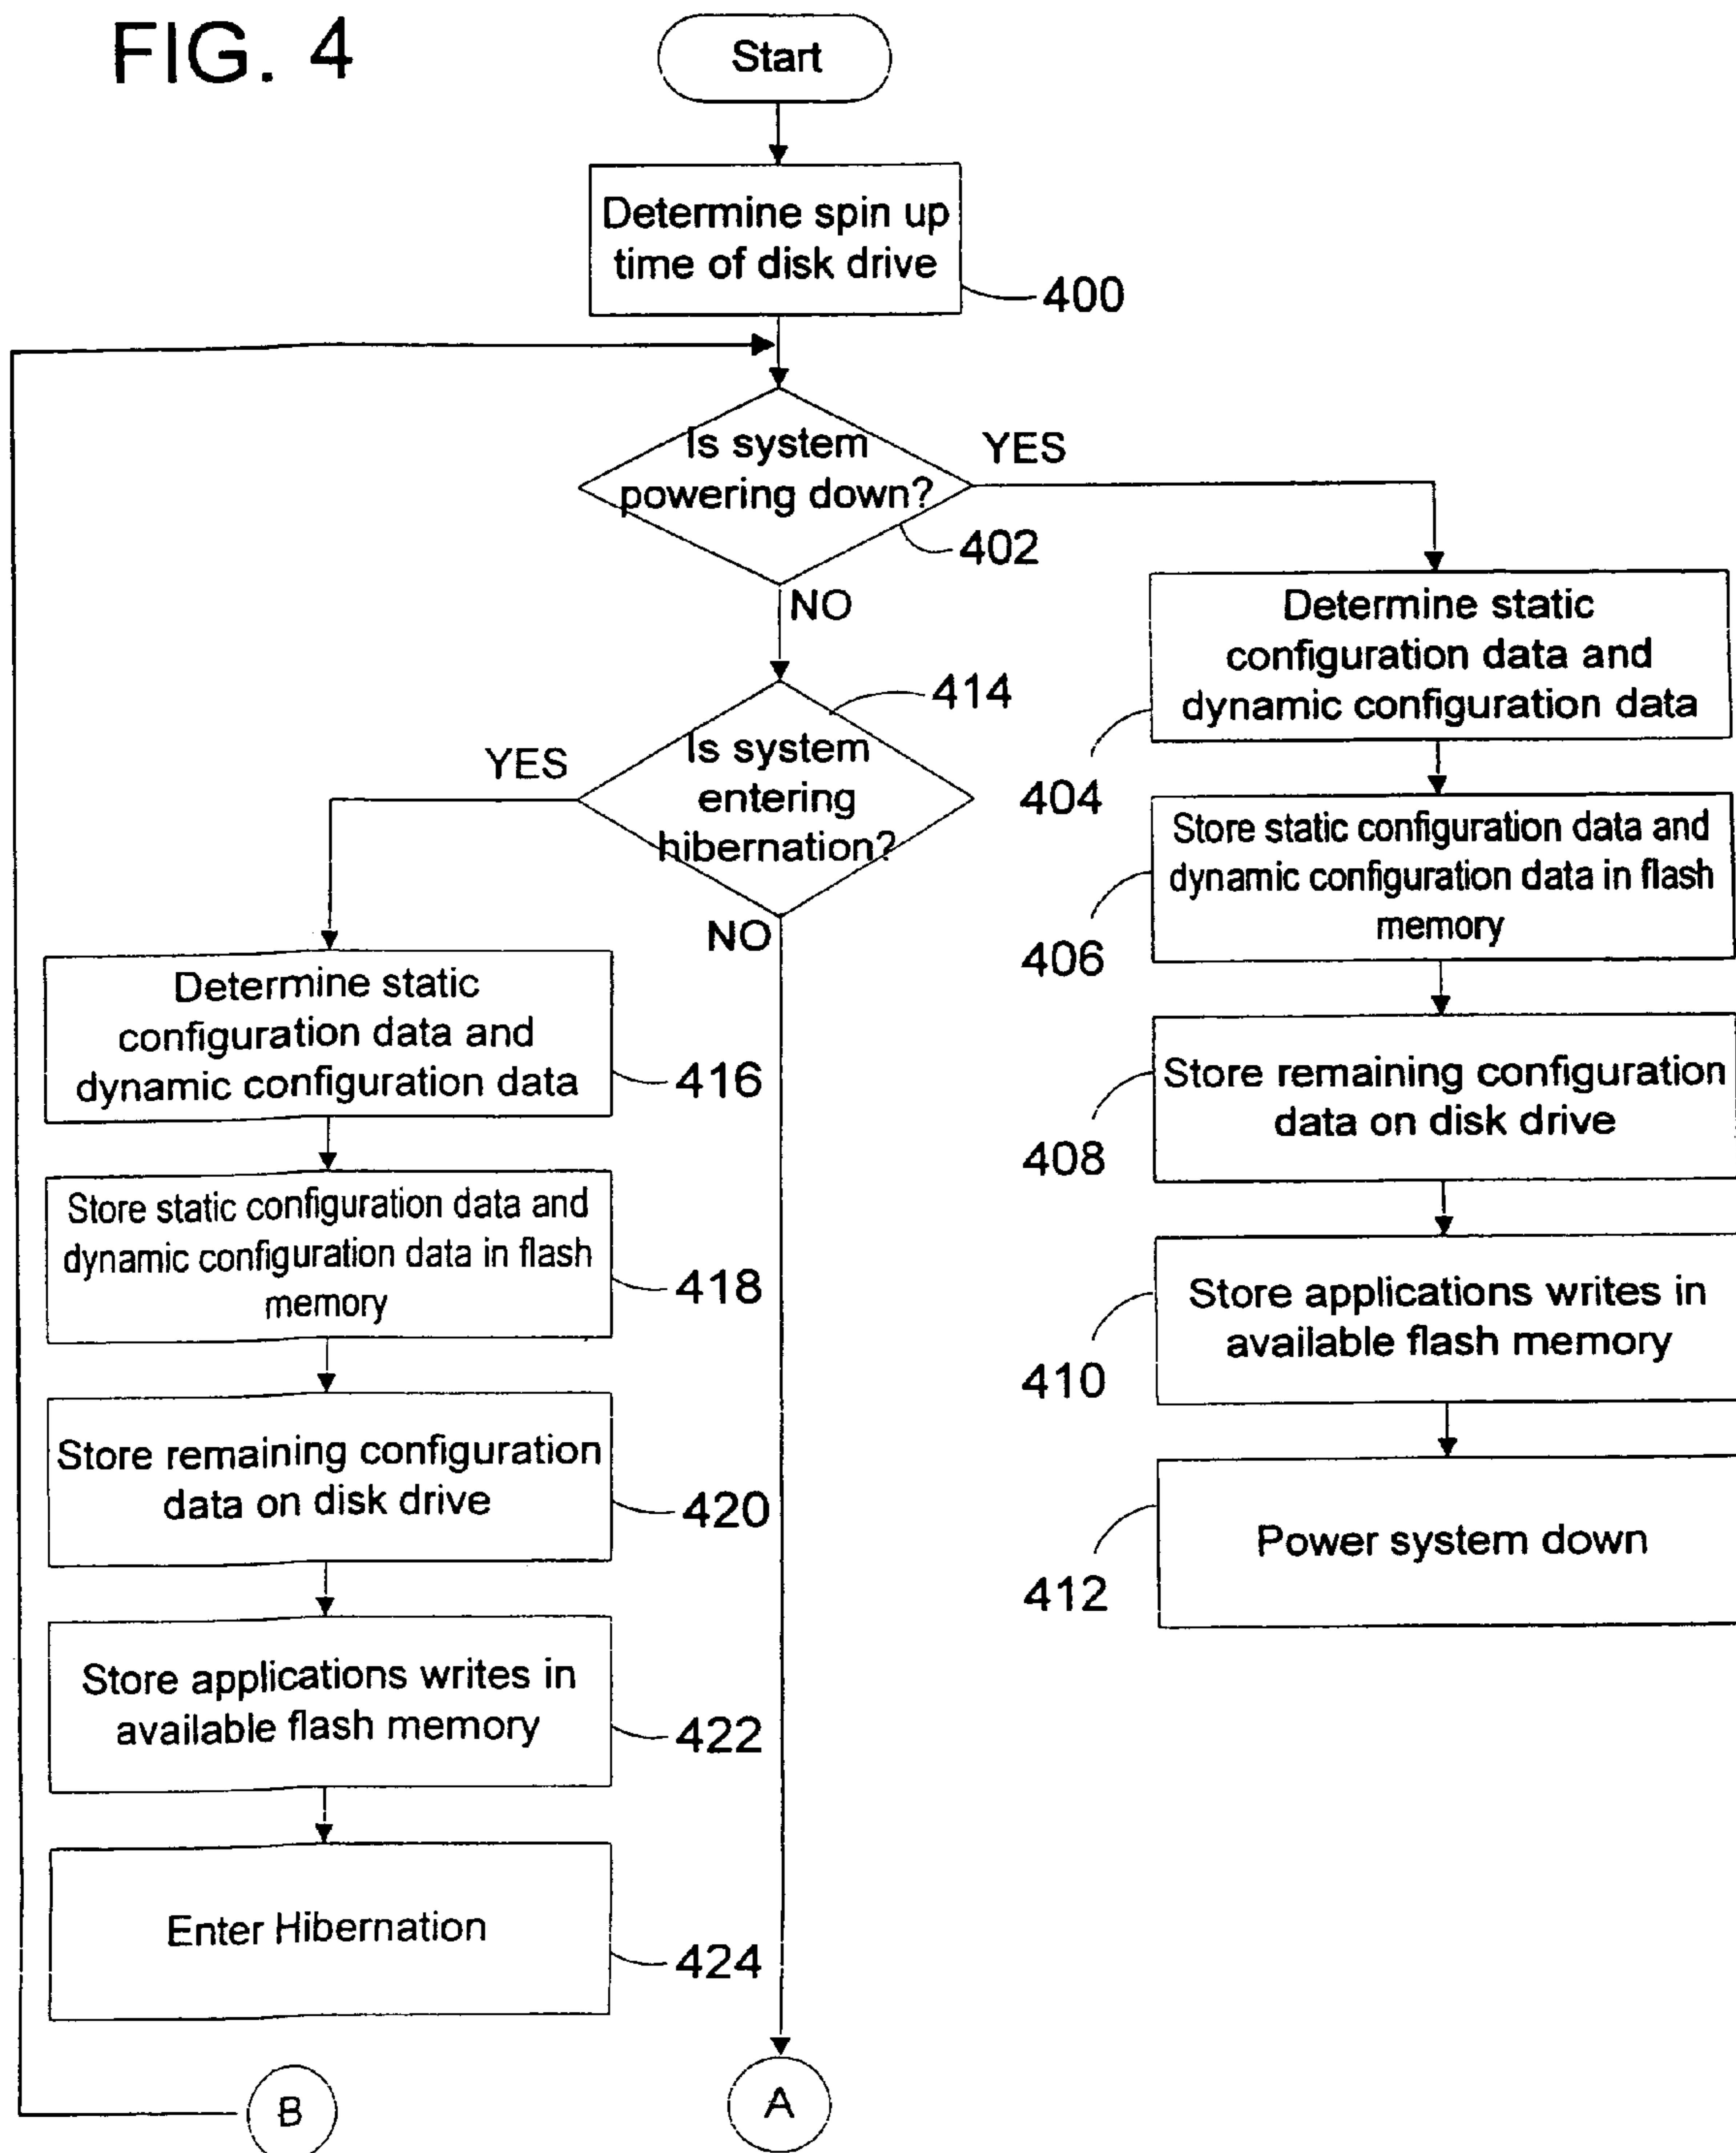 FIG. 4
Start
Determine spin up
time of disk drive
400
Is system
powering down?
YES
402
NO
Determine static
configuration data and
dynamic configuration data
404
Store static configuration data and
dynamic configuration data in flash
memory
406
Store remaining configuration
data on disk drive
408
Store applications writes in
available flash memory
410
Power system down
412
414
Is system
entering
hibernation?
YES
NO
Determine static
configuration data and
dynamic configuration data
416
Store static configuration data and
dynamic configuration data in flash
memory
418
Store remaining configuration
data on disk drive
420
Store applications writes in
available flash memory
422
Enter Hibernation
424
B
A